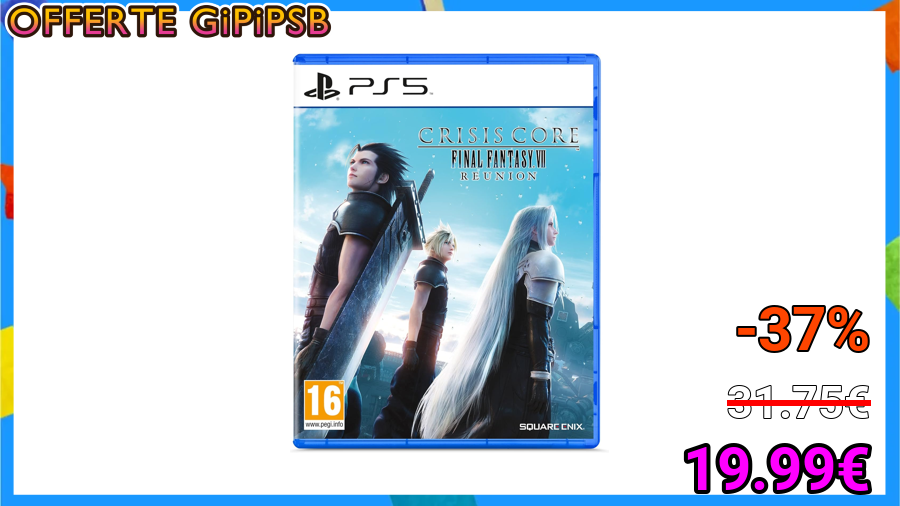 OFFERTE GiPiPSB
PS5
CRISIS CORE
FINAL FANTASY VII
REUNION
16
www.pegi.info
SQUARE ENIX
-37%
31.75€
19.99€